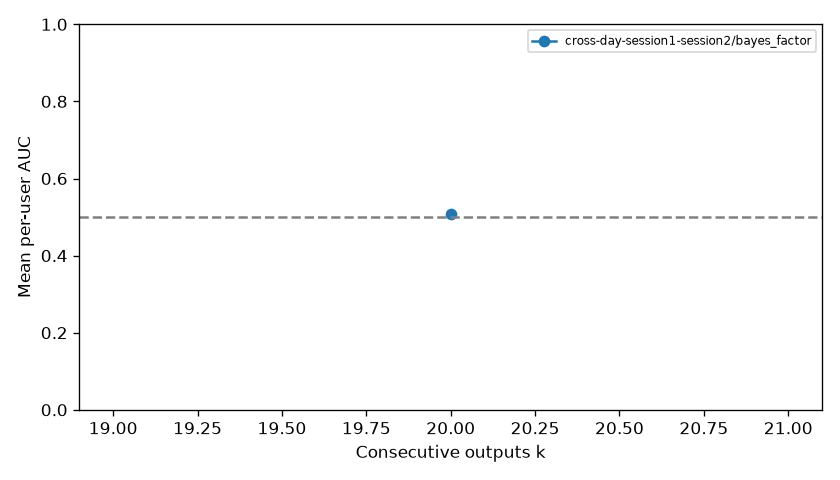 1.0
0.8
0.6
0.4
0.2
0.0
Mean per-user AUC
cross-day-session1-session2/bayes_factor
19.00 19.25 19.50 19.75 20.00 20.25 20.50 20.75 21.00
Consecutive outputs k